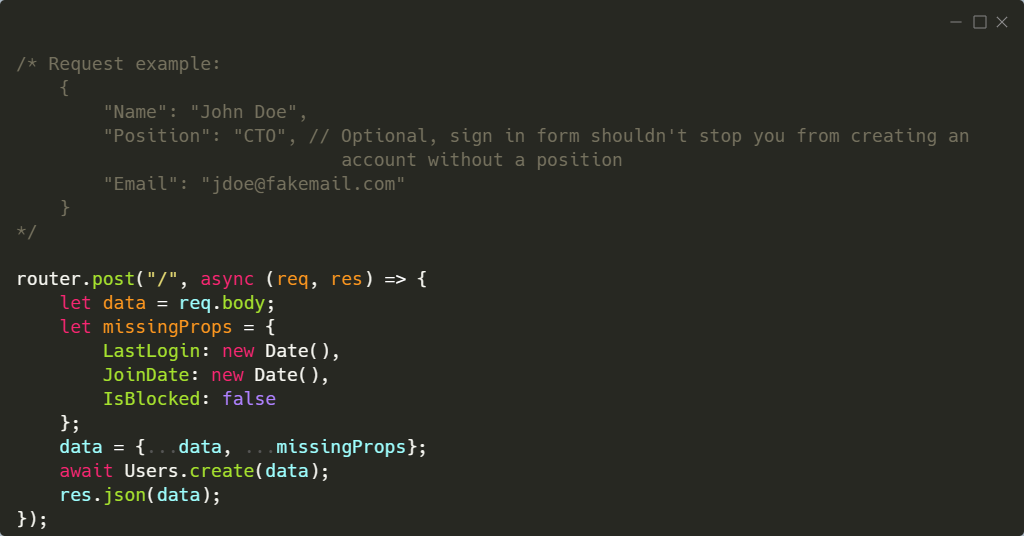 /* Request example:
    {
        "Name": "John Doe",
        "Position": "CTO", // Optional, sign in form shouldn't stop you from creating an
                              account without a position
        "Email": "jdoe@fakemail.com"
    }
*/

router.post("/", async (req, res) => {
    let data = req.body;
    let missingProps = {
        LastLogin: new Date(),
        JoinDate: new Date(),
        IsBlocked: false
    };
    data = {...data, ...missingProps};
    await Users.create(data);
    res.json(data);
});